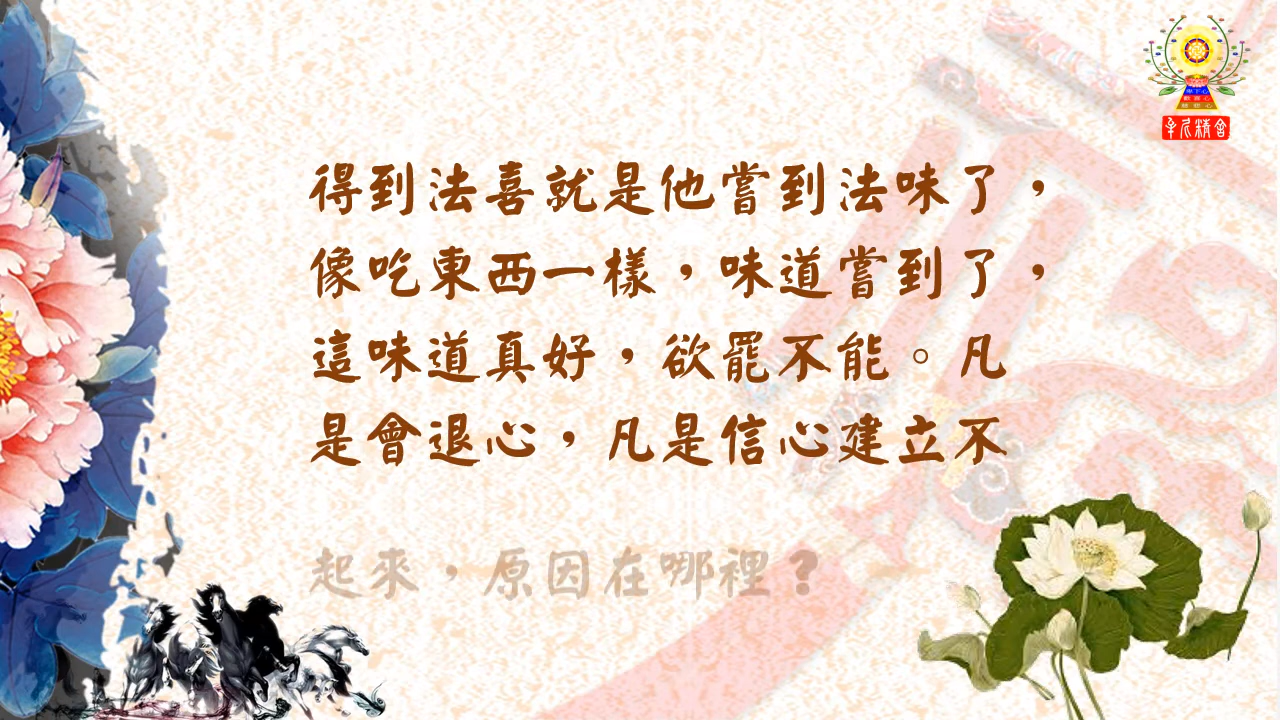 得到法喜就是他嘗到法味了，
像吃東西一樣，味道嘗到了，
這味道真好，欲罷不能。凡
是會退心，凡是信心建立不
起來，原因在哪裡？